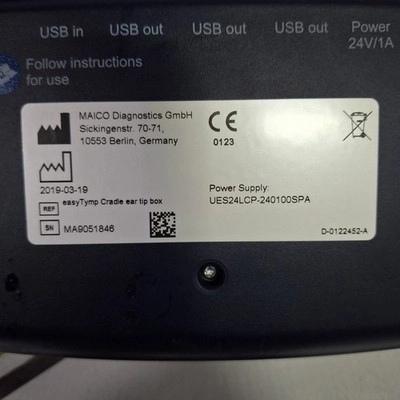 USB in USB out USB out USB out Power
24V/1A
Follow instructions
for use
MAICO Diagnostics GmbH
Sickingenstr. 70-71,
10553 Berlin, Germany
0123
2019-03-19
Power Supply:
UES24LCP-240100SPA
REF easyTymp Cradle ear tip box
SN MA9051846
D-0122452-A